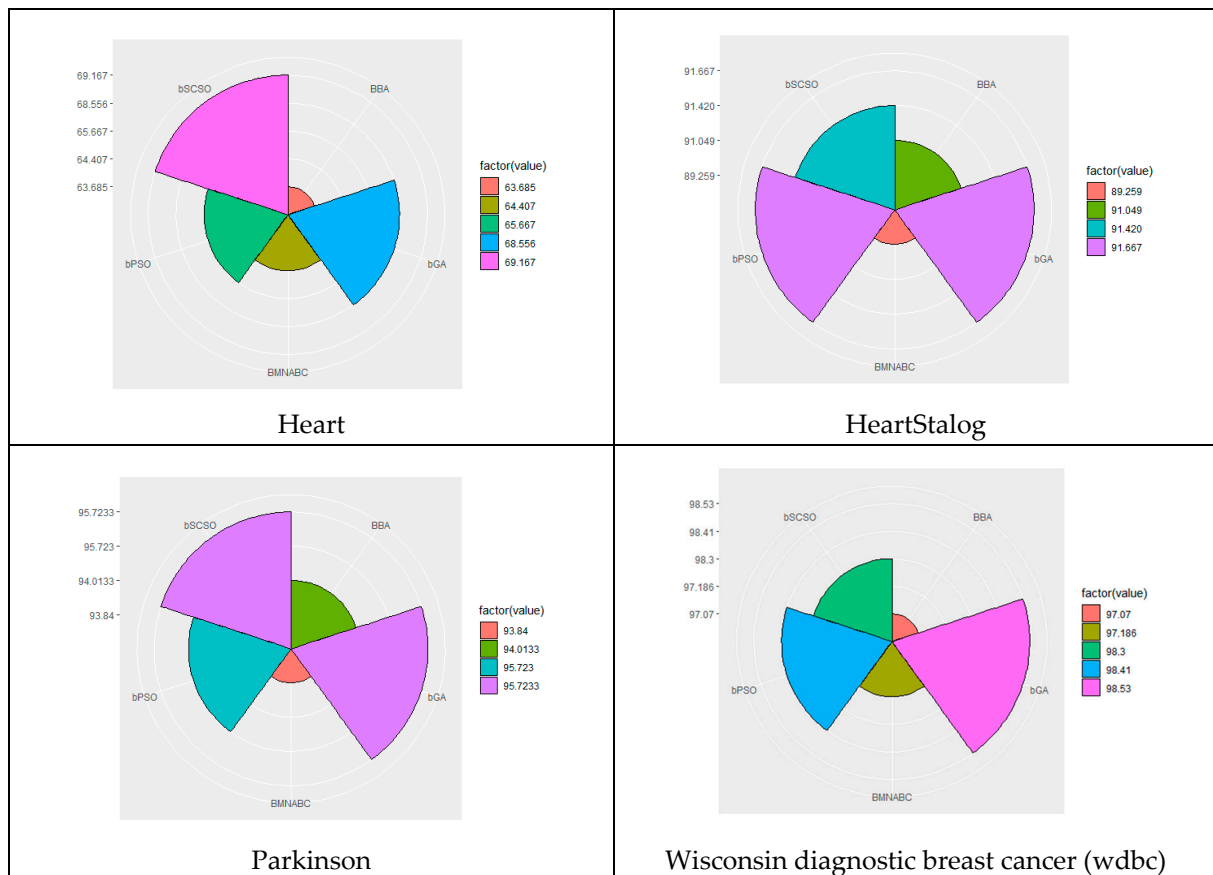 69.167
68.556
65.667
64.407
63.685
bSCSO
BBA
bPSO
bGA
BMNABC
factor(value)
63.685
64.407
65.667
68.556
69.167
Heart
91.667
91.420
91.049
89.259
bSCSO
BBA
bPSO
bGA
BMNABC
factor(value)
89.259
91.049
91.420
91.667
HeartStalog
95.7233
95.723
94.0133
93.84
bSCSO
BBA
bPSO
bGA
BMNABC
factor(value)
93.84
94.0133
95.723
95.7233
Parkinson
98.53
98.41
98.3
97.186
97.07
bSCSO
BBA
bPSO
bGA
BMNABC
factor(value)
97.07
97.186
98.3
98.41
98.53
Wisconsin diagnostic breast cancer (wdbc)